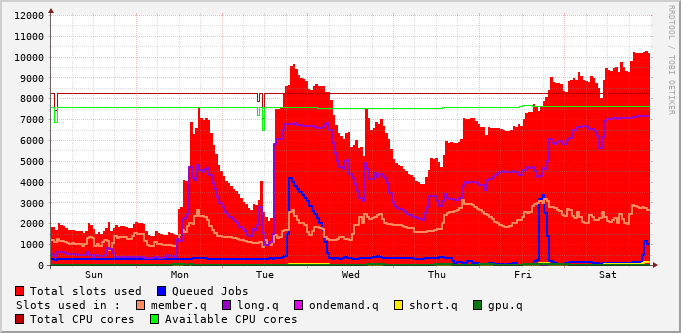 12000
11000
10000
9000
8000
7000
6000
5000
4000
3000
2000
1000
0
Sun Mon Tue Wed Thu Fri Sat
RRDTOOL / TOBI OETIKER
Total slots used Queued Jobs
Slots used in : member.q long.q ondemand.q short.q gpu.q
Total CPU cores Available CPU cores